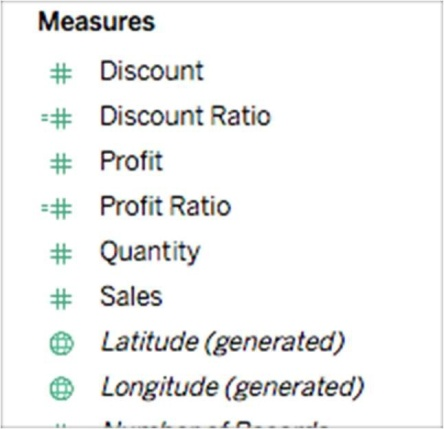 Measures
# Discount
=# Discount Ratio
# Profit
=# Profit Ratio
# Quantity
# Sales
Latitude (generated)
Longitude (generated)